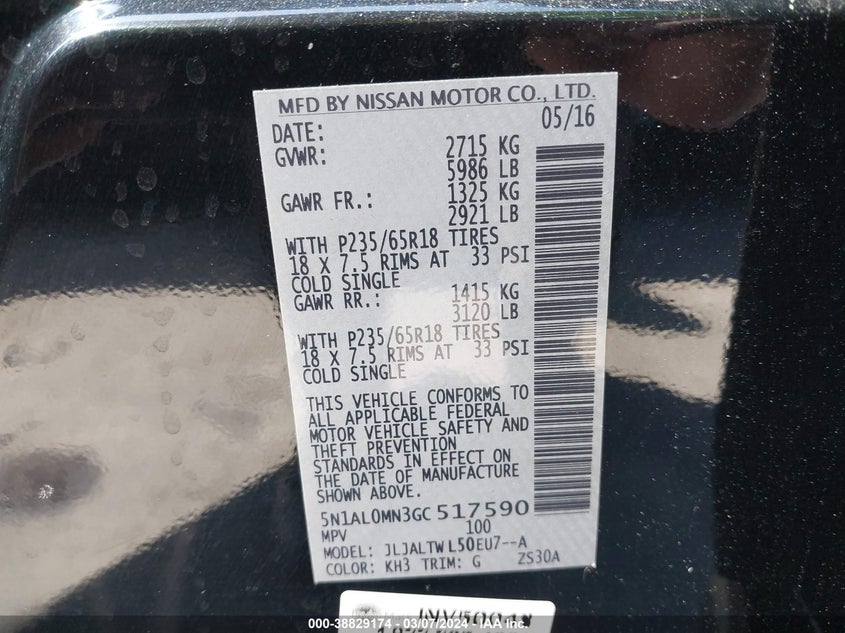 MFD BY NISSAN MOTOR CO., LTD.
DATE: 05/16
GVWR: 2715 KG
5986 LB
GAWR FR.: 1325 KG
2921 LB
WITH P235/65R18 TIRES
18 X 7.5 RIMS AT 33 PSI
COLD SINGLE
GAWR RR.: 1415 KG
3120 LB
WITH P235/65R18 TIRES
18 X 7.5 RIMS AT 33 PSI
COLD SINGLE
THIS VEHICLE CONFORMS TO
ALL APPLICABLE FEDERAL
MOTOR VEHICLE SAFETY AND
THEFT PREVENTION
STANDARDS IN EFFECT ON
THE DATE OF MANUFACTURE
SHOWN ABOVE.
5N1AL0MN3GC 517590
MPV 100
MODEL: JLJALTWL50EU7--A
COLOR: KH3 TRIM: G ZS30A
000-38829174 - 03/07/2024 - IAAI.COM